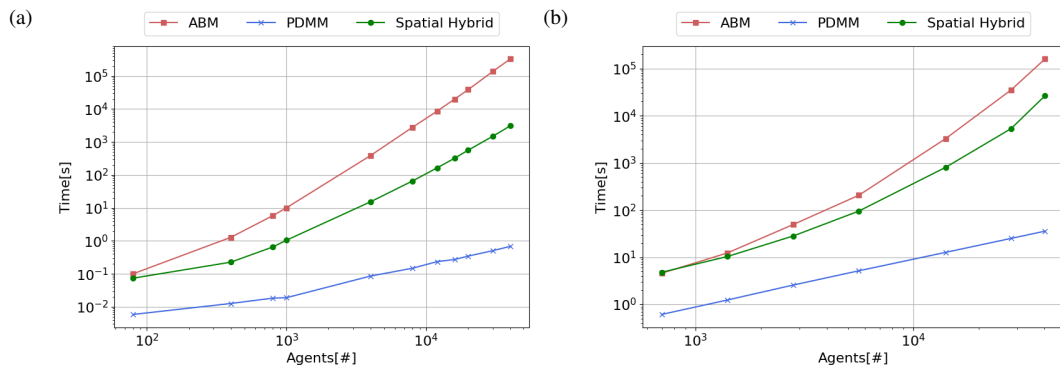 (a)
ABM PDMM Spatial Hybrid
10^5
10^4
10^3
10^2
10^1
10^0
10^-1
10^-2
Time[s]
10^2 10^3 10^4
Agents[#]
(b)
ABM PDMM Spatial Hybrid
10^5
10^4
10^3
10^2
10^1
10^0
Time[s]
10^3 10^4
Agents[#]